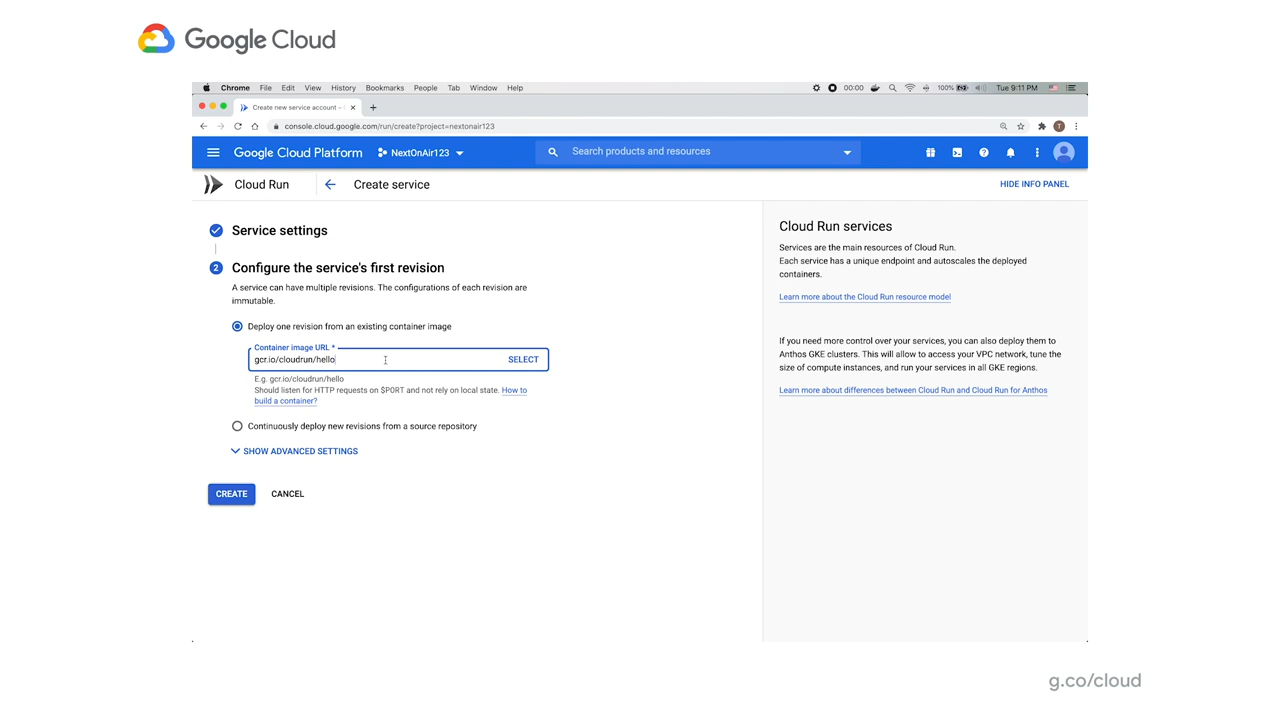 Google Cloud
Chrome File Edit View History Bookmarks People Tab Window Help 00:00 100% Tue 9:11 PM
Create new service account –
console.cloud.google.com/run/create?project=nextonair123
T
Google Cloud Platform NextOnAir123 Search products and resources
Cloud Run Create service HIDE INFO PANEL
Service settings
2 Configure the service's first revision
A service can have multiple revisions. The configurations of each revision are
immutable.
Deploy one revision from an existing container image
Container image URL *
gcr.io/cloudrun/hello SELECT
E.g. gcr.io/cloudrun/hello
Should listen for HTTP requests on $PORT and not rely on local state. How to
build a container?
Continuously deploy new revisions from a source repository
SHOW ADVANCED SETTINGS
CREATE CANCEL
Cloud Run services
Services are the main resources of Cloud Run.
Each service has a unique endpoint and autoscales the deployed
containers.
Learn more about the Cloud Run resource model
If you need more control over your services, you can also deploy them to
Anthos GKE clusters. This will allow to access your VPC network, tune the
size of compute instances, and run your services in all GKE regions.
Learn more about differences between Cloud Run and Cloud Run for Anthos
g.co/cloud